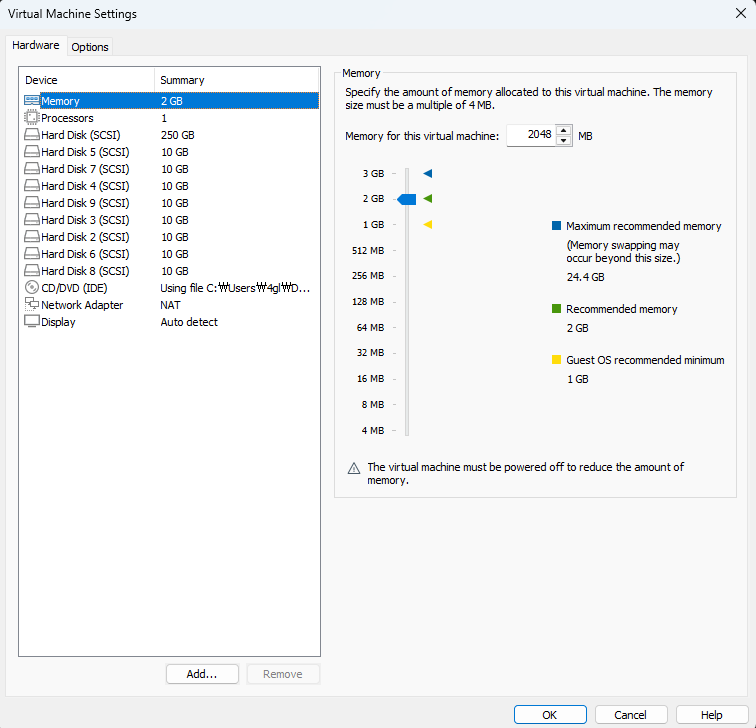 Virtual Machine Settings
Hardware Options
Device Summary
Memory 2 GB
Processors 1
Hard Disk (SCSI) 250 GB
Hard Disk 5 (SCSI) 10 GB
Hard Disk 7 (SCSI) 10 GB
Hard Disk 4 (SCSI) 10 GB
Hard Disk 9 (SCSI) 10 GB
Hard Disk 3 (SCSI) 10 GB
Hard Disk 2 (SCSI) 10 GB
Hard Disk 6 (SCSI) 10 GB
Hard Disk 8 (SCSI) 10 GB
CD/DVD (IDE) Using file C:₩Users₩4gl₩D...
Network Adapter NAT
Display Auto detect
Add...
Remove
Memory
Specify the amount of memory allocated to this virtual machine. The memory
size must be a multiple of 4 MB.
Memory for this virtual machine: 2048 MB
3 GB
2 GB
1 GB
512 MB
256 MB
128 MB
64 MB
32 MB
16 MB
8 MB
4 MB
Maximum recommended memory
(Memory swapping may
occur beyond this size.)
24.4 GB
Recommended memory
2 GB
Guest OS recommended minimum
1 GB
The virtual machine must be powered off to reduce the amount of
memory.
OK
Cancel
Help